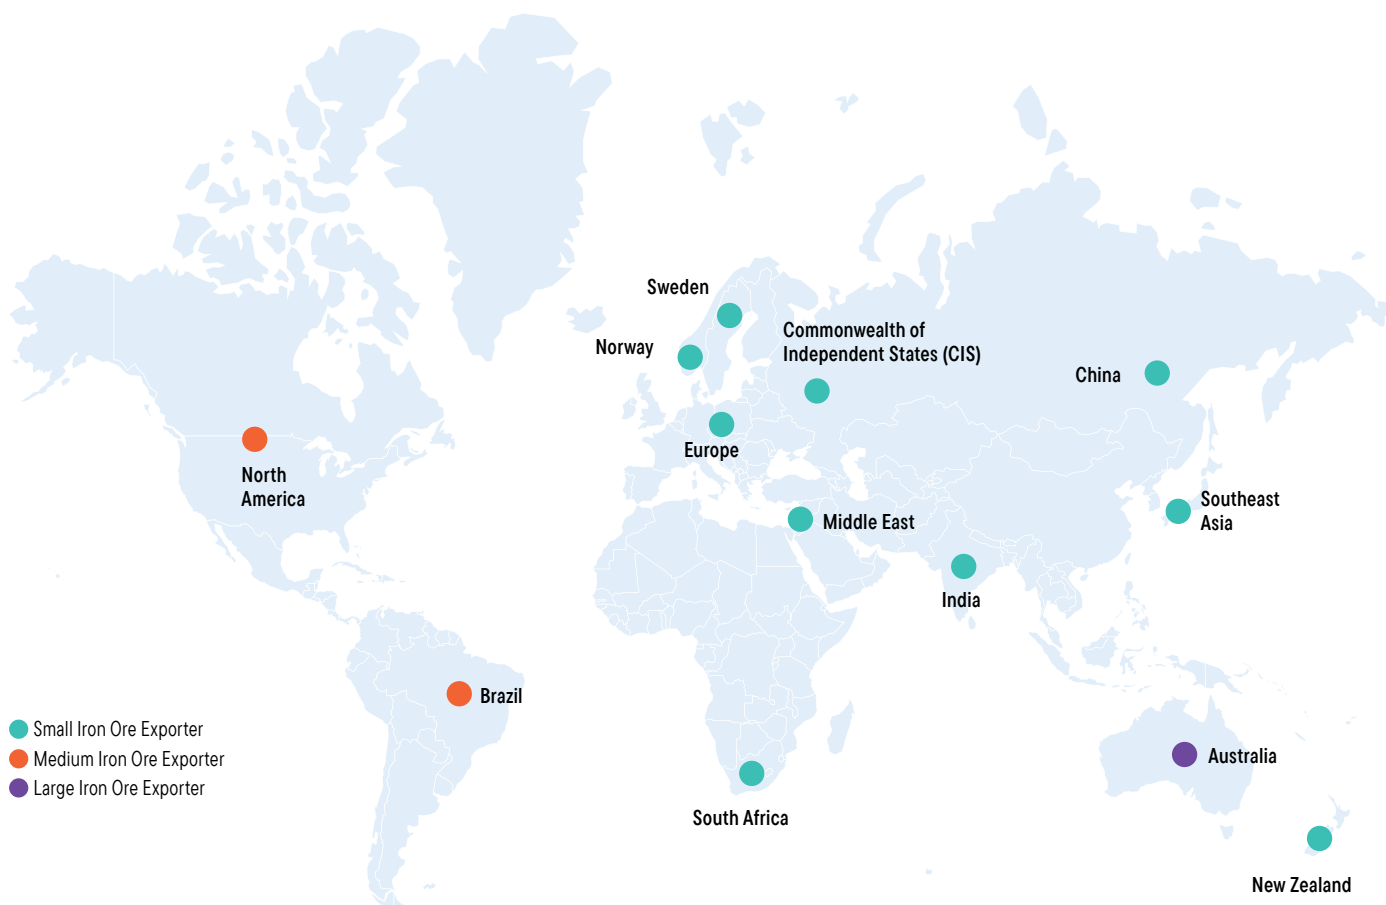 Sweden
Norway
Commonwealth of
Independent States (CIS)
China
Europe
North
America
Southeast
Asia
Middle East
India
Brazil
Small Iron Ore Exporter
Medium Iron Ore Exporter
Large Iron Ore Exporter
Australia
South Africa
New Zealand